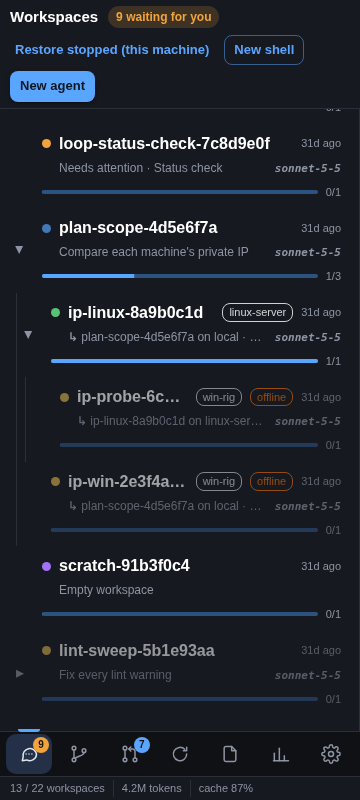 Workspaces 9 waiting for you
Restore stopped (this machine) New shell
New agent
0/1
loop-status-check-7c8d9e0f 31d ago
Needs attention · Status check sonnet-5-5
0/1
plan-scope-4d5e6f7a 31d ago
Compare each machine's private IP sonnet-5-5
1/3
ip-linux-8a9b0c1d linux-server 31d ago
↳ plan-scope-4d5e6f7a on local · … sonnet-5-5
1/1
ip-probe-6c… win-rig offline 31d ago
↳ ip-linux-8a9b0c1d on linux-ser… sonnet-5-5
0/1
ip-win-2e3f4a… win-rig offline 31d ago
↳ plan-scope-4d5e6f7a on local · … sonnet-5-5
0/1
scratch-91b3f0c4 31d ago
Empty workspace
0/1
lint-sweep-5b1e93aa 31d ago
Fix every lint warning sonnet-5-5
0/1
9 7
13 / 22 workspaces 4.2M tokens cache 87%